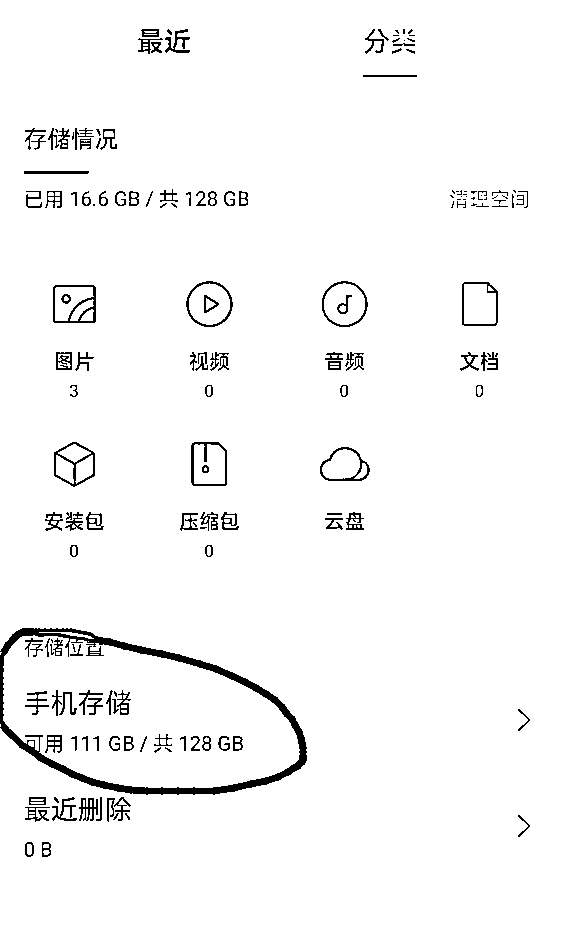 最近 分类
存储情况
已用 16.6 GB / 共 128 GB 清理空间
图片 视频 音频 文档
3 0 0 0
安装包 压缩包 云盘
0 0
存储位置
手机存储
可用 111 GB / 共 128 GB
最近删除
0 B